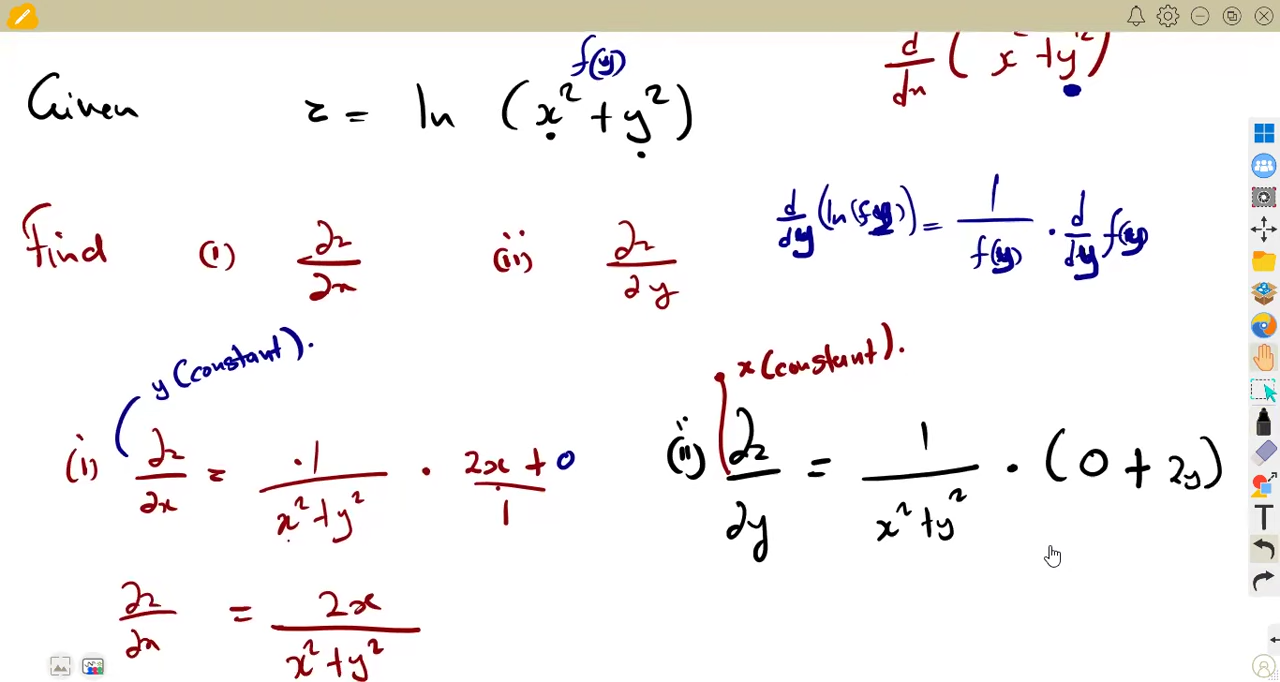 f(y)
d/dx ( x² + y² )
Given z = ln (x² + y²)
d/dy (ln(f(y))) = 1/f(y) · d/dy f(y)
Find (i) ∂z/∂x (ii) ∂z/∂y
y (constant).
x (constant).
(i) ∂z/∂x = 1/(x² + y²) · (2x + 0)/1
(ii) ∂z/∂y = 1/(x² + y²) · (0 + 2y)
∂z/∂x = 2x/(x² + y²)
T